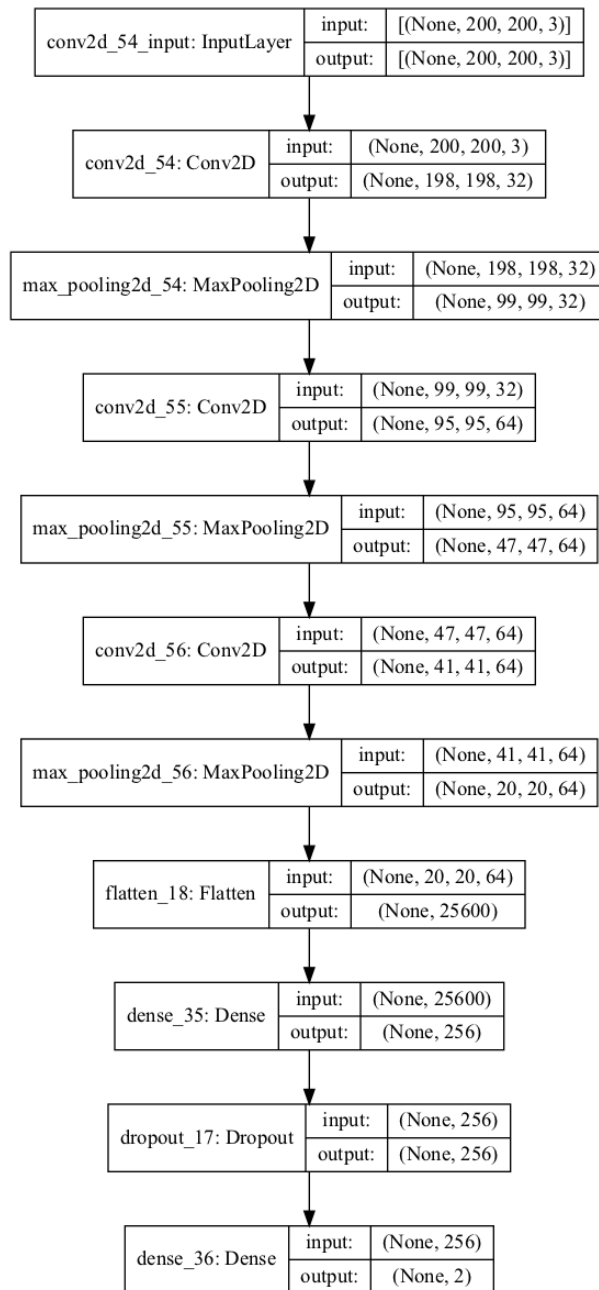 conv2d_54_input: InputLayer
input: [(None, 200, 200, 3)]
output: [(None, 200, 200, 3)]
conv2d_54: Conv2D
input: (None, 200, 200, 3)
output: (None, 198, 198, 32)
max_pooling2d_54: MaxPooling2D
input: (None, 198, 198, 32)
output: (None, 99, 99, 32)
conv2d_55: Conv2D
input: (None, 99, 99, 32)
output: (None, 95, 95, 64)
max_pooling2d_55: MaxPooling2D
input: (None, 95, 95, 64)
output: (None, 47, 47, 64)
conv2d_56: Conv2D
input: (None, 47, 47, 64)
output: (None, 41, 41, 64)
max_pooling2d_56: MaxPooling2D
input: (None, 41, 41, 64)
output: (None, 20, 20, 64)
flatten_18: Flatten
input: (None, 20, 20, 64)
output: (None, 25600)
dense_35: Dense
input: (None, 25600)
output: (None, 256)
dropout_17: Dropout
input: (None, 256)
output: (None, 256)
dense_36: Dense
input: (None, 256)
output: (None, 2)